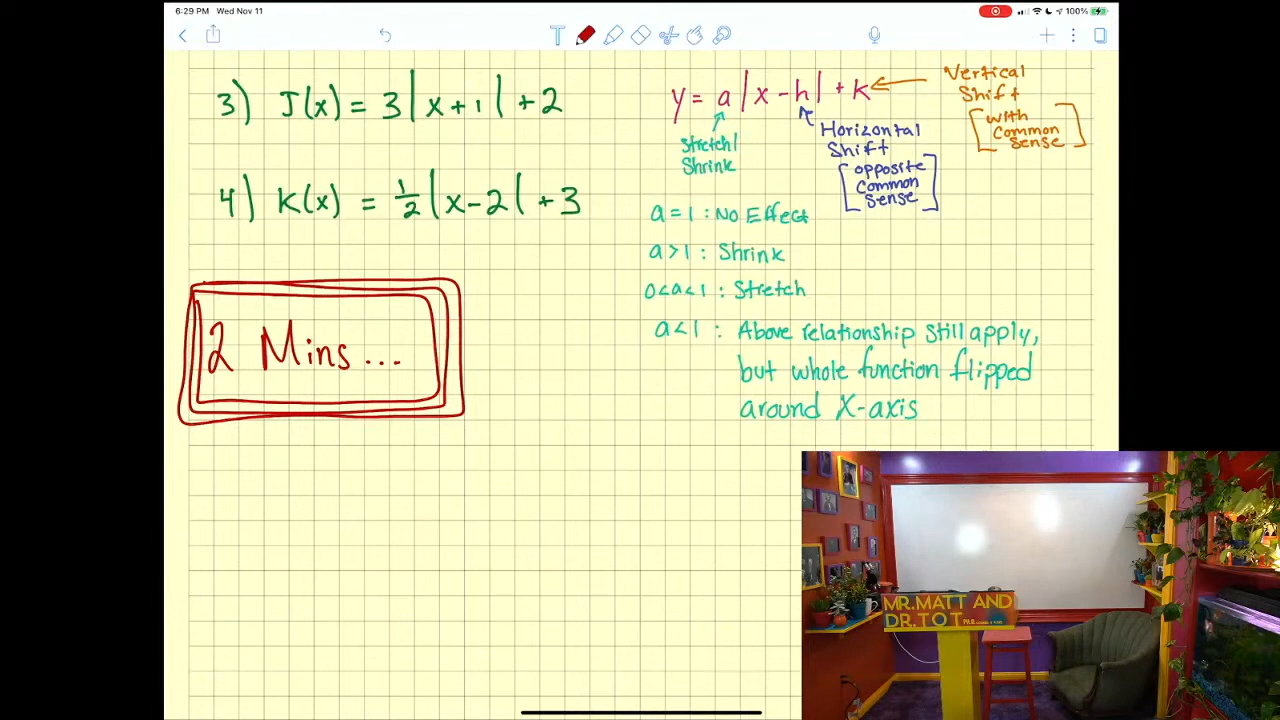 6:29 PM Wed Nov 11
100%
3) J(x) = 3|x+1|+2
y = a|x-h|+k
Vertical
Shift
[with
Common
Sense]
Stretch/
Shrink
Horizontal
Shift
[opposite
Common
Sense]
4) K(x) = 1/2|x-2|+3
a=1: No Effect
a>1: Shrink
0<a<1: Stretch
a<1: Above relationship still apply,
but whole function flipped
around X-axis
2 Mins...
MR.MATT AND
DR.TOT